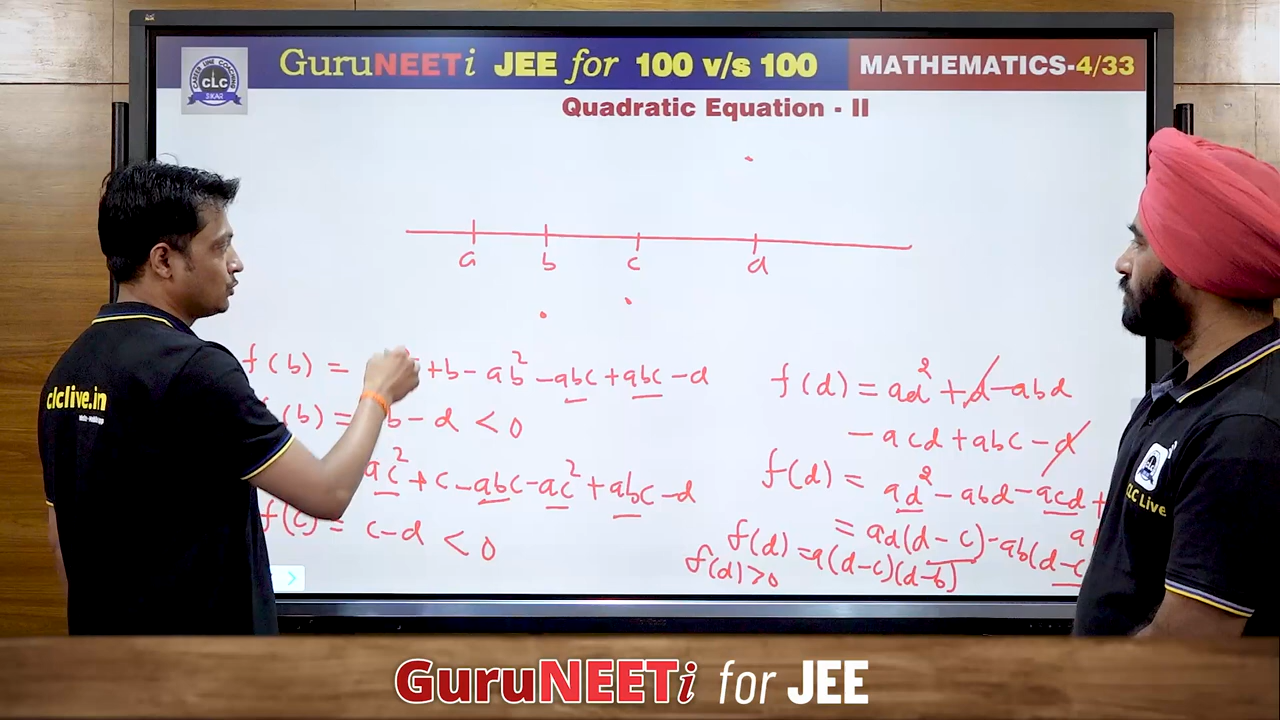 GuruNEETi JEE for 100 v/s 100
MATHEMATICS-4/33
CLC
SIKAR
Quadratic Equation - II
a b c d
f(b) = +b - ab² - abc + abc - d
(b) = b - d < 0
ac² + c - abc - ac² + abc - d
f(c) = c - d < 0
f(d) = ad² + d - abd
- acd + abc - d
f(d) = ad² - abd - acd +
= ad(d - c) - ab(d - c
f(d) = a(d-c)(d-b)
f(d) > 0
clclive.in
CLC Live
GuruNEETi for JEE